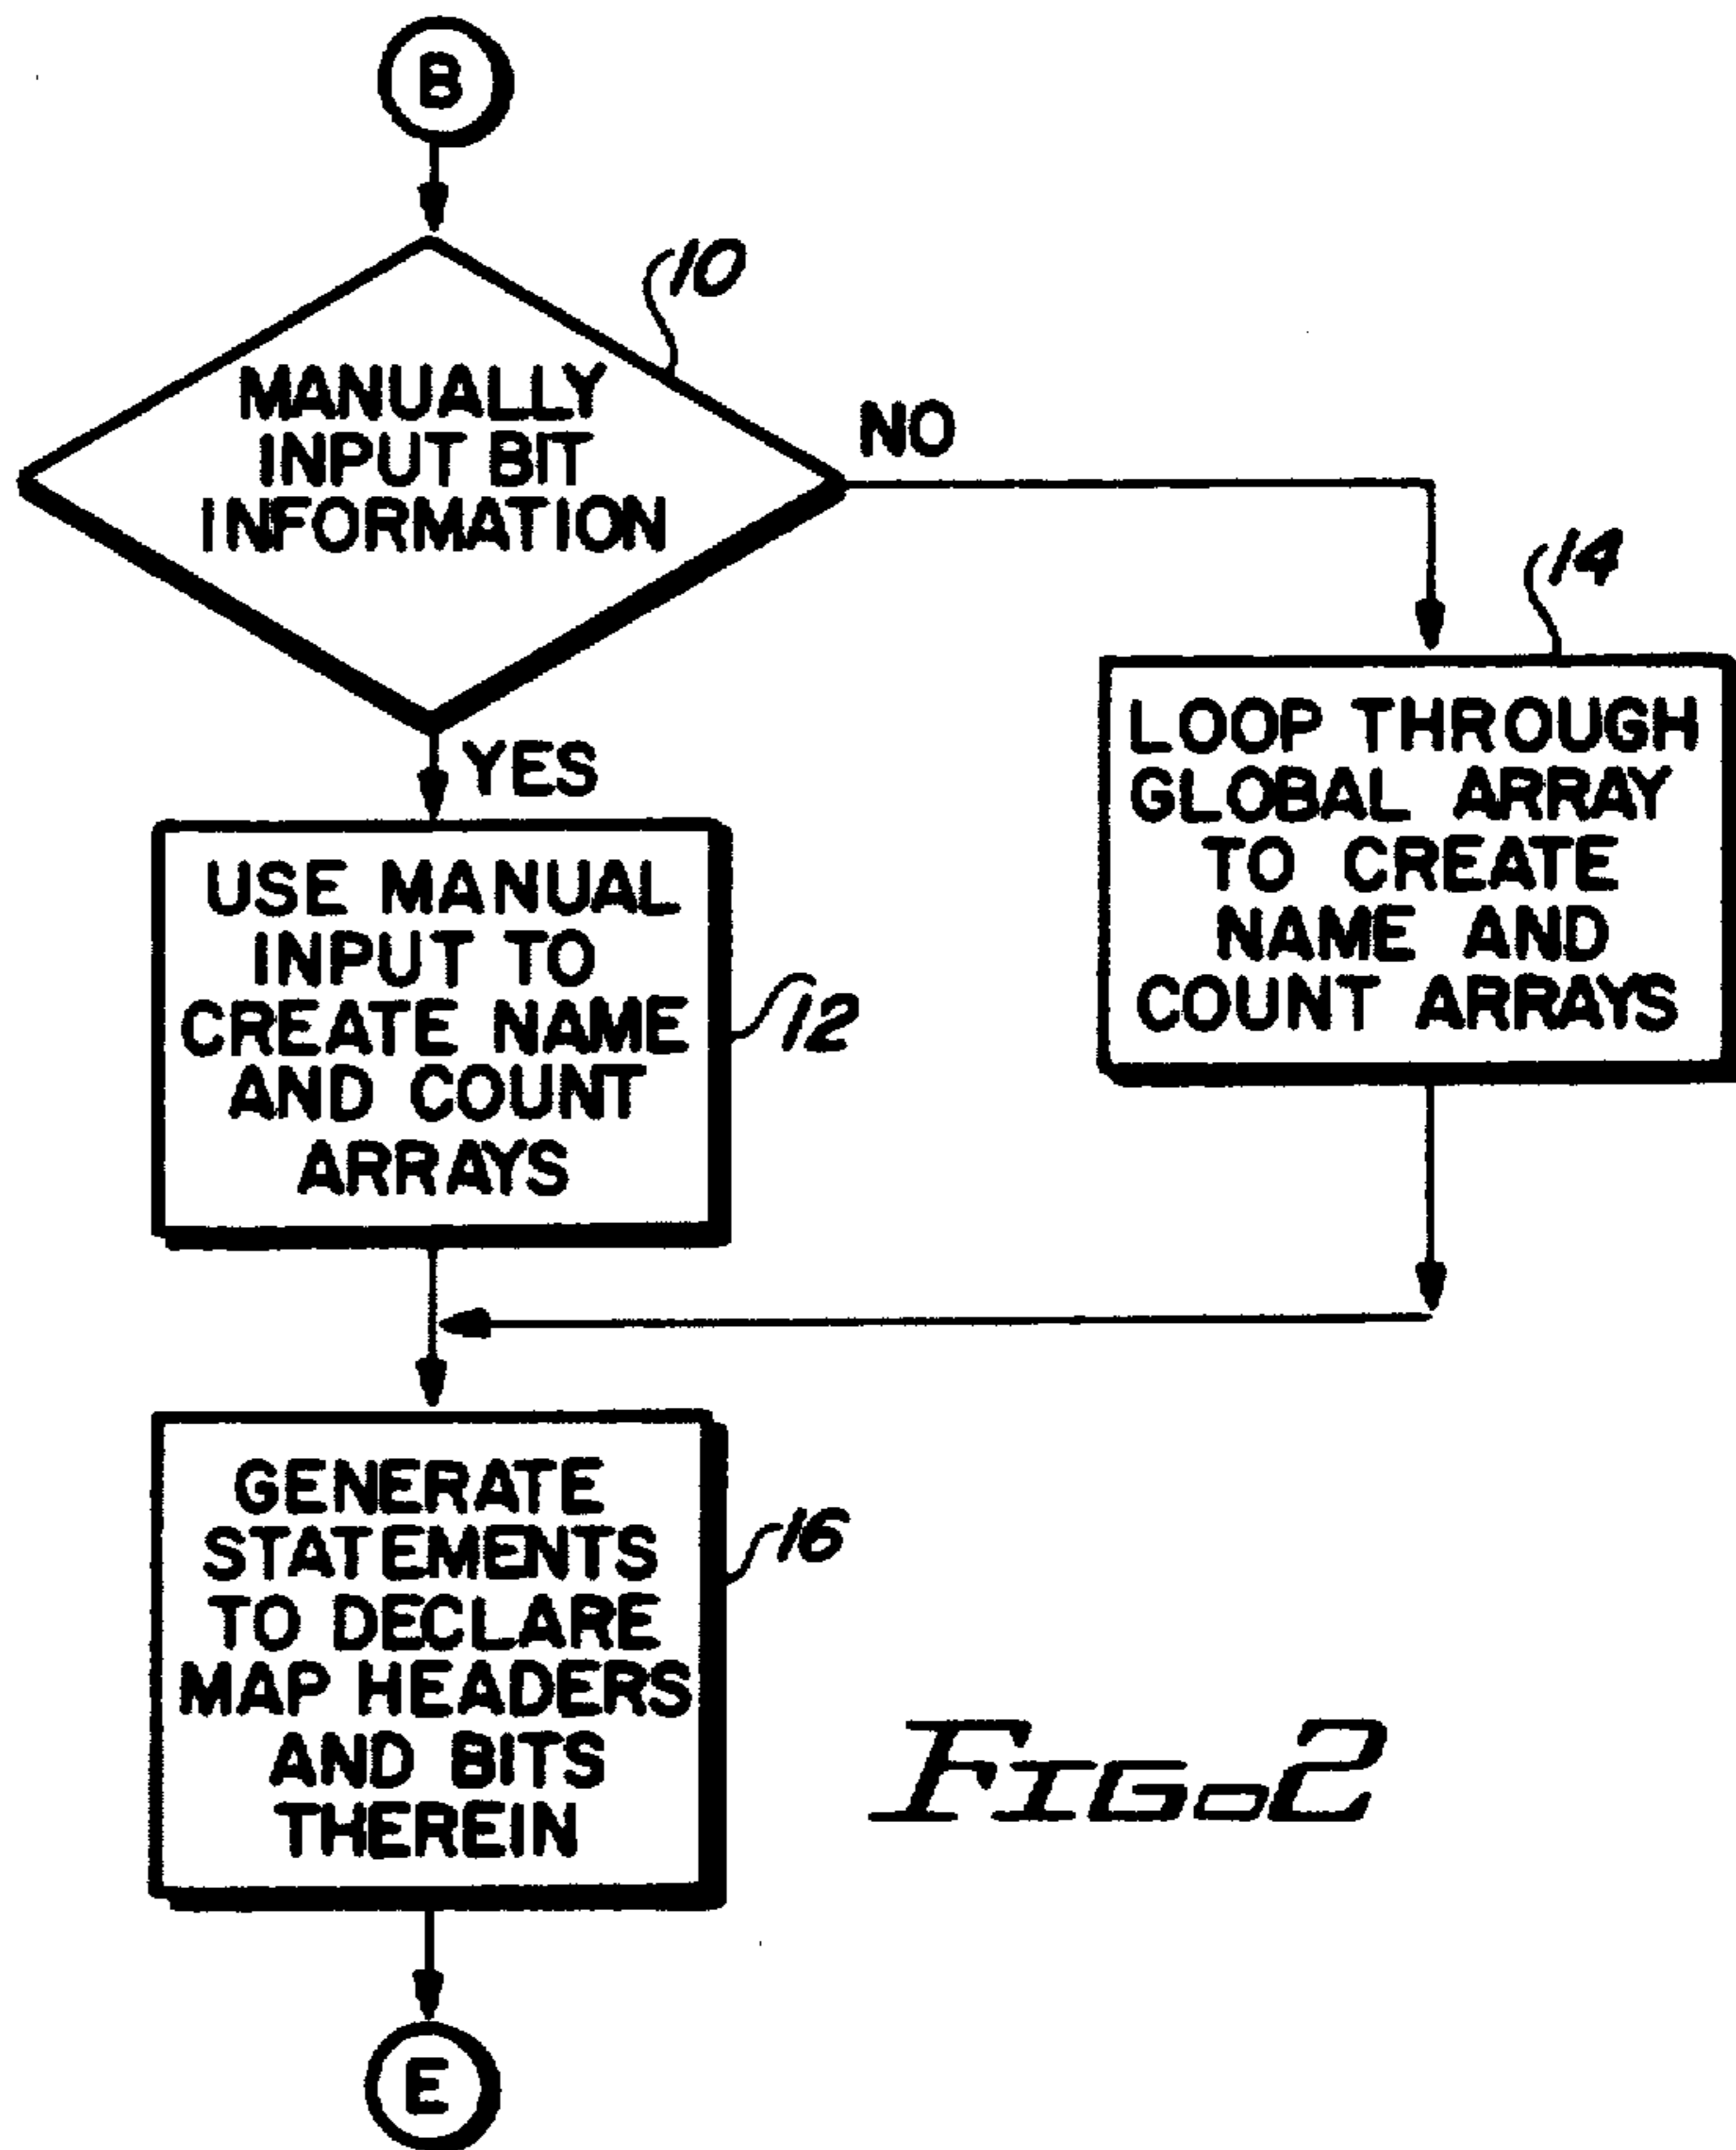 B
10
MANUALLY
INPUT BIT
INFORMATION
NO
YES
14
LOOP THROUGH
GLOBAL ARRAY
TO CREATE
NAME AND
COUNT ARRAYS
USE MANUAL
INPUT TO
CREATE NAME
AND COUNT
ARRAYS
12
GENERATE
STATEMENTS
TO DECLARE
MAP HEADERS
AND BITS
THEREIN
16
FIG. 2
E